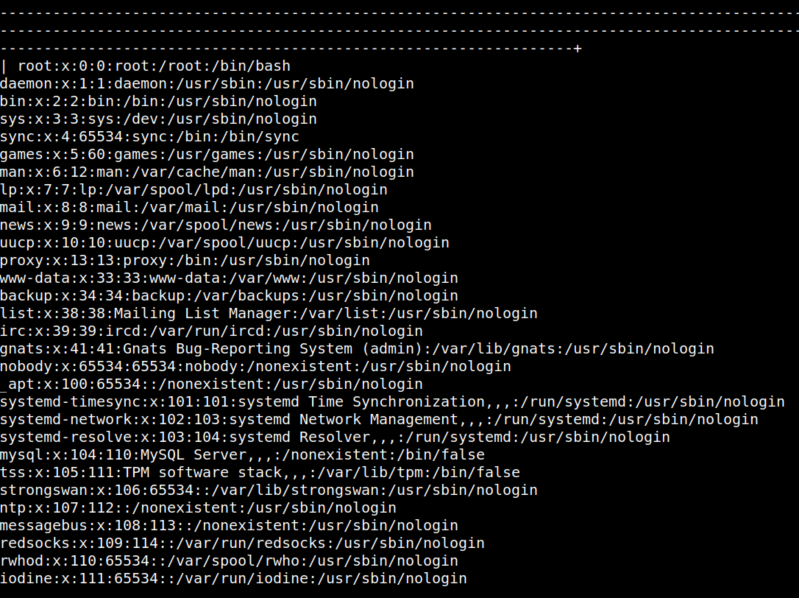 --------------------------------------------------------------------------------------------
--------------------------------------------------------------------------------------------
------------------------------------------------------------------+
| root:x:0:0:root:/root:/bin/bash
daemon:x:1:1:daemon:/usr/sbin:/usr/sbin/nologin
bin:x:2:2:bin:/bin:/usr/sbin/nologin
sys:x:3:3:sys:/dev:/usr/sbin/nologin
sync:x:4:65534:sync:/bin:/bin/sync
games:x:5:60:games:/usr/games:/usr/sbin/nologin
man:x:6:12:man:/var/cache/man:/usr/sbin/nologin
lp:x:7:7:lp:/var/spool/lpd:/usr/sbin/nologin
mail:x:8:8:mail:/var/mail:/usr/sbin/nologin
news:x:9:9:news:/var/spool/news:/usr/sbin/nologin
uucp:x:10:10:uucp:/var/spool/uucp:/usr/sbin/nologin
proxy:x:13:13:proxy:/bin:/usr/sbin/nologin
www-data:x:33:33:www-data:/var/www:/usr/sbin/nologin
backup:x:34:34:backup:/var/backups:/usr/sbin/nologin
list:x:38:38:Mailing List Manager:/var/list:/usr/sbin/nologin
irc:x:39:39:ircd:/var/run/ircd:/usr/sbin/nologin
gnats:x:41:41:Gnats Bug-Reporting System (admin):/var/lib/gnats:/usr/sbin/nologin
nobody:x:65534:65534:nobody:/nonexistent:/usr/sbin/nologin
_apt:x:100:65534::/nonexistent:/usr/sbin/nologin
systemd-timesync:x:101:101:systemd Time Synchronization,,,:/run/systemd:/usr/sbin/nologin
systemd-network:x:102:103:systemd Network Management,,,:/run/systemd:/usr/sbin/nologin
systemd-resolve:x:103:104:systemd Resolver,,,:/run/systemd:/usr/sbin/nologin
mysql:x:104:110:MySQL Server,,,:/nonexistent:/bin/false
tss:x:105:111:TPM software stack,,,:/var/lib/tpm:/bin/false
strongswan:x:106:65534::/var/lib/strongswan:/usr/sbin/nologin
ntp:x:107:112::/nonexistent:/usr/sbin/nologin
messagebus:x:108:113::/nonexistent:/usr/sbin/nologin
redsocks:x:109:114::/var/run/redsocks:/usr/sbin/nologin
rwhod:x:110:65534::/var/spool/rwho:/usr/sbin/nologin
iodine:x:111:65534::/var/run/iodine:/usr/sbin/nologin